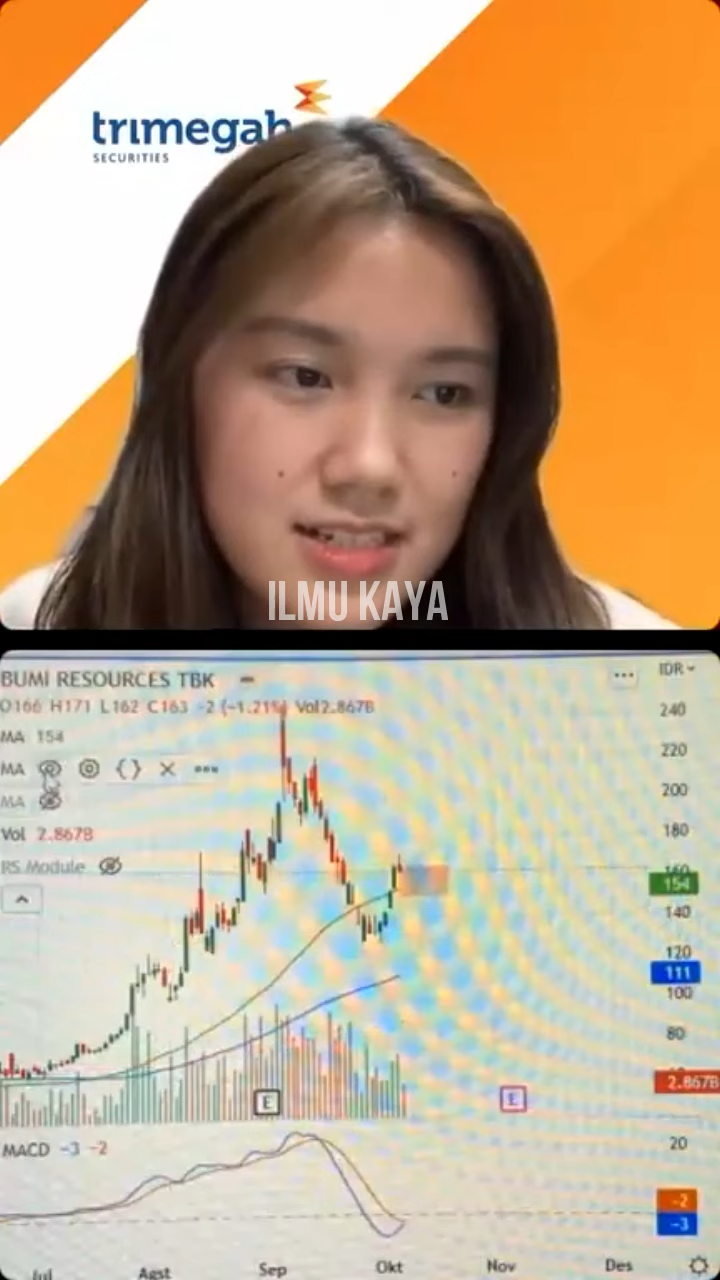 trımegah
SECURITIES
ILMU KAYA
BUMI RESOURCES TBK
IDR
O166 H171 L162 C163 -2 (-1.21%) Vol2.867B
MA 154
MA
MA
Vol 2.867B
RS Module
240
220
200
180
160
154
140
120
111
100
80
2.867B
E
E
MACD -3 -2
20
-2
-3
Jul Agst Sep Okt Nov Des